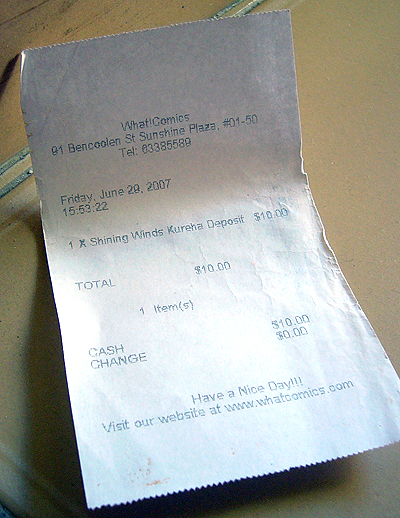 What!Comics
91 Bencoolen St Sunshine Plaza, #01-50
Tel: 63385589
Friday, June 29, 2007
15:53:22
1 X Shining Winds Kureha Deposit $10.00
TOTAL $10.00
1 Item(s)
CASH $10.00
CHANGE $0.00
Have a Nice Day!!!
Visit our website at www.whatcomics.com